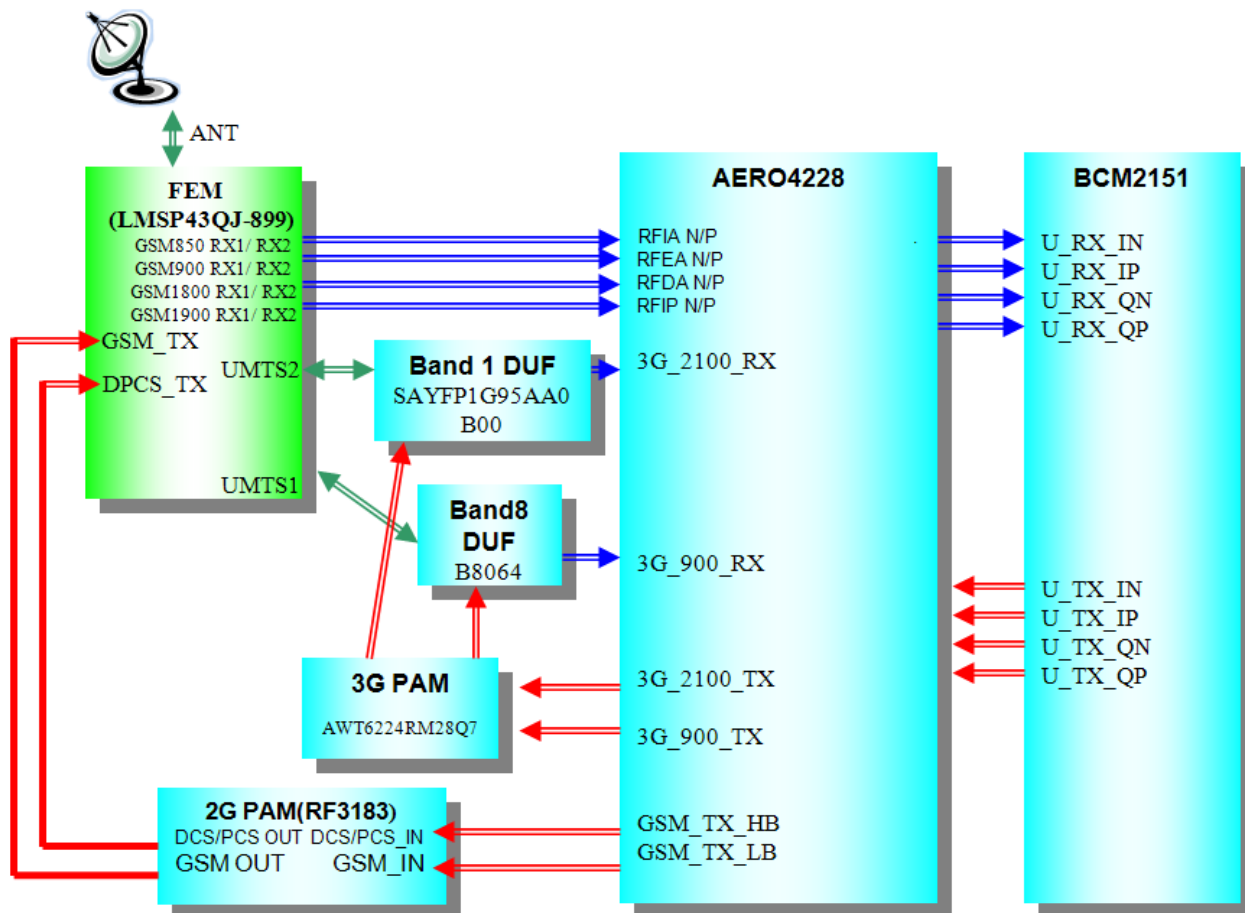 ANT
FEM
(LMSP43QJ-899)
GSM850 RX1/ RX2
GSM900 RX1/ RX2
GSM1800 RX1/ RX2
GSM1900 RX1/ RX2
GSM_TX
DPCS_TX
UMTS2
UMTS1
Band 1 DUF
SAYFP1G95AA0
B00
Band8
DUF
B8064
3G PAM
AWT6224RM28Q7
2G PAM(RF3183)
DCS/PCS OUT DCS/PCS_IN
GSM OUT GSM_IN
AERO4228
RFIA N/P
RFEA N/P
RFDA N/P
RFIP N/P
3G_2100_RX
3G_900_RX
3G_2100_TX
3G_900_TX
GSM_TX_HB
GSM_TX_LB
BCM2151
U_RX_IN
U_RX_IP
U_RX_QN
U_RX_QP
U_TX_IN
U_TX_IP
U_TX_QN
U_TX_QP